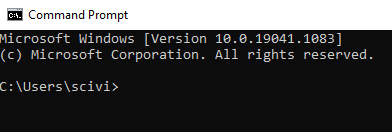 Command Prompt
Microsoft Windows [Version 10.0.19041.1083]
(c) Microsoft Corporation. All rights reserved.
C:\Users\scivi>